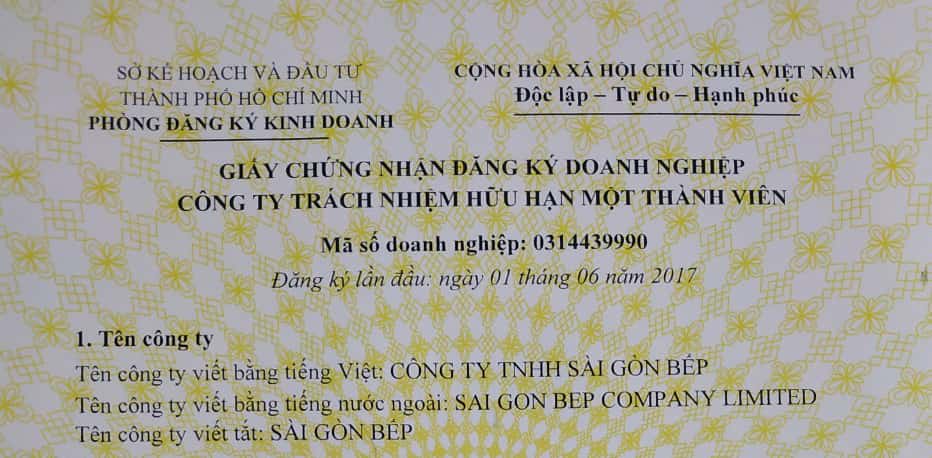 SỞ KẾ HOẠCH VÀ ĐẦU TƯ
THÀNH PHỐ HỒ CHÍ MINH
PHÒNG ĐĂNG KÝ KINH DOANH
CỘNG HÒA XÃ HỘI CHỦ NGHĨA VIỆT NAM
Độc lập – Tự do – Hạnh phúc
GIẤY CHỨNG NHẬN ĐĂNG KÝ DOANH NGHIỆP
CÔNG TY TRÁCH NHIỆM HỮU HẠN MỘT THÀNH VIÊN
Mã số doanh nghiệp: 0314439990
Đăng ký lần đầu: ngày 01 tháng 06 năm 2017
1. Tên công ty
Tên công ty viết bằng tiếng Việt: CÔNG TY TNHH SÀI GÒN BẾP
Tên công ty viết bằng tiếng nước ngoài: SAI GON BEP COMPANY LIMITED
Tên công ty viết tắt: SÀI GÒN BẾP